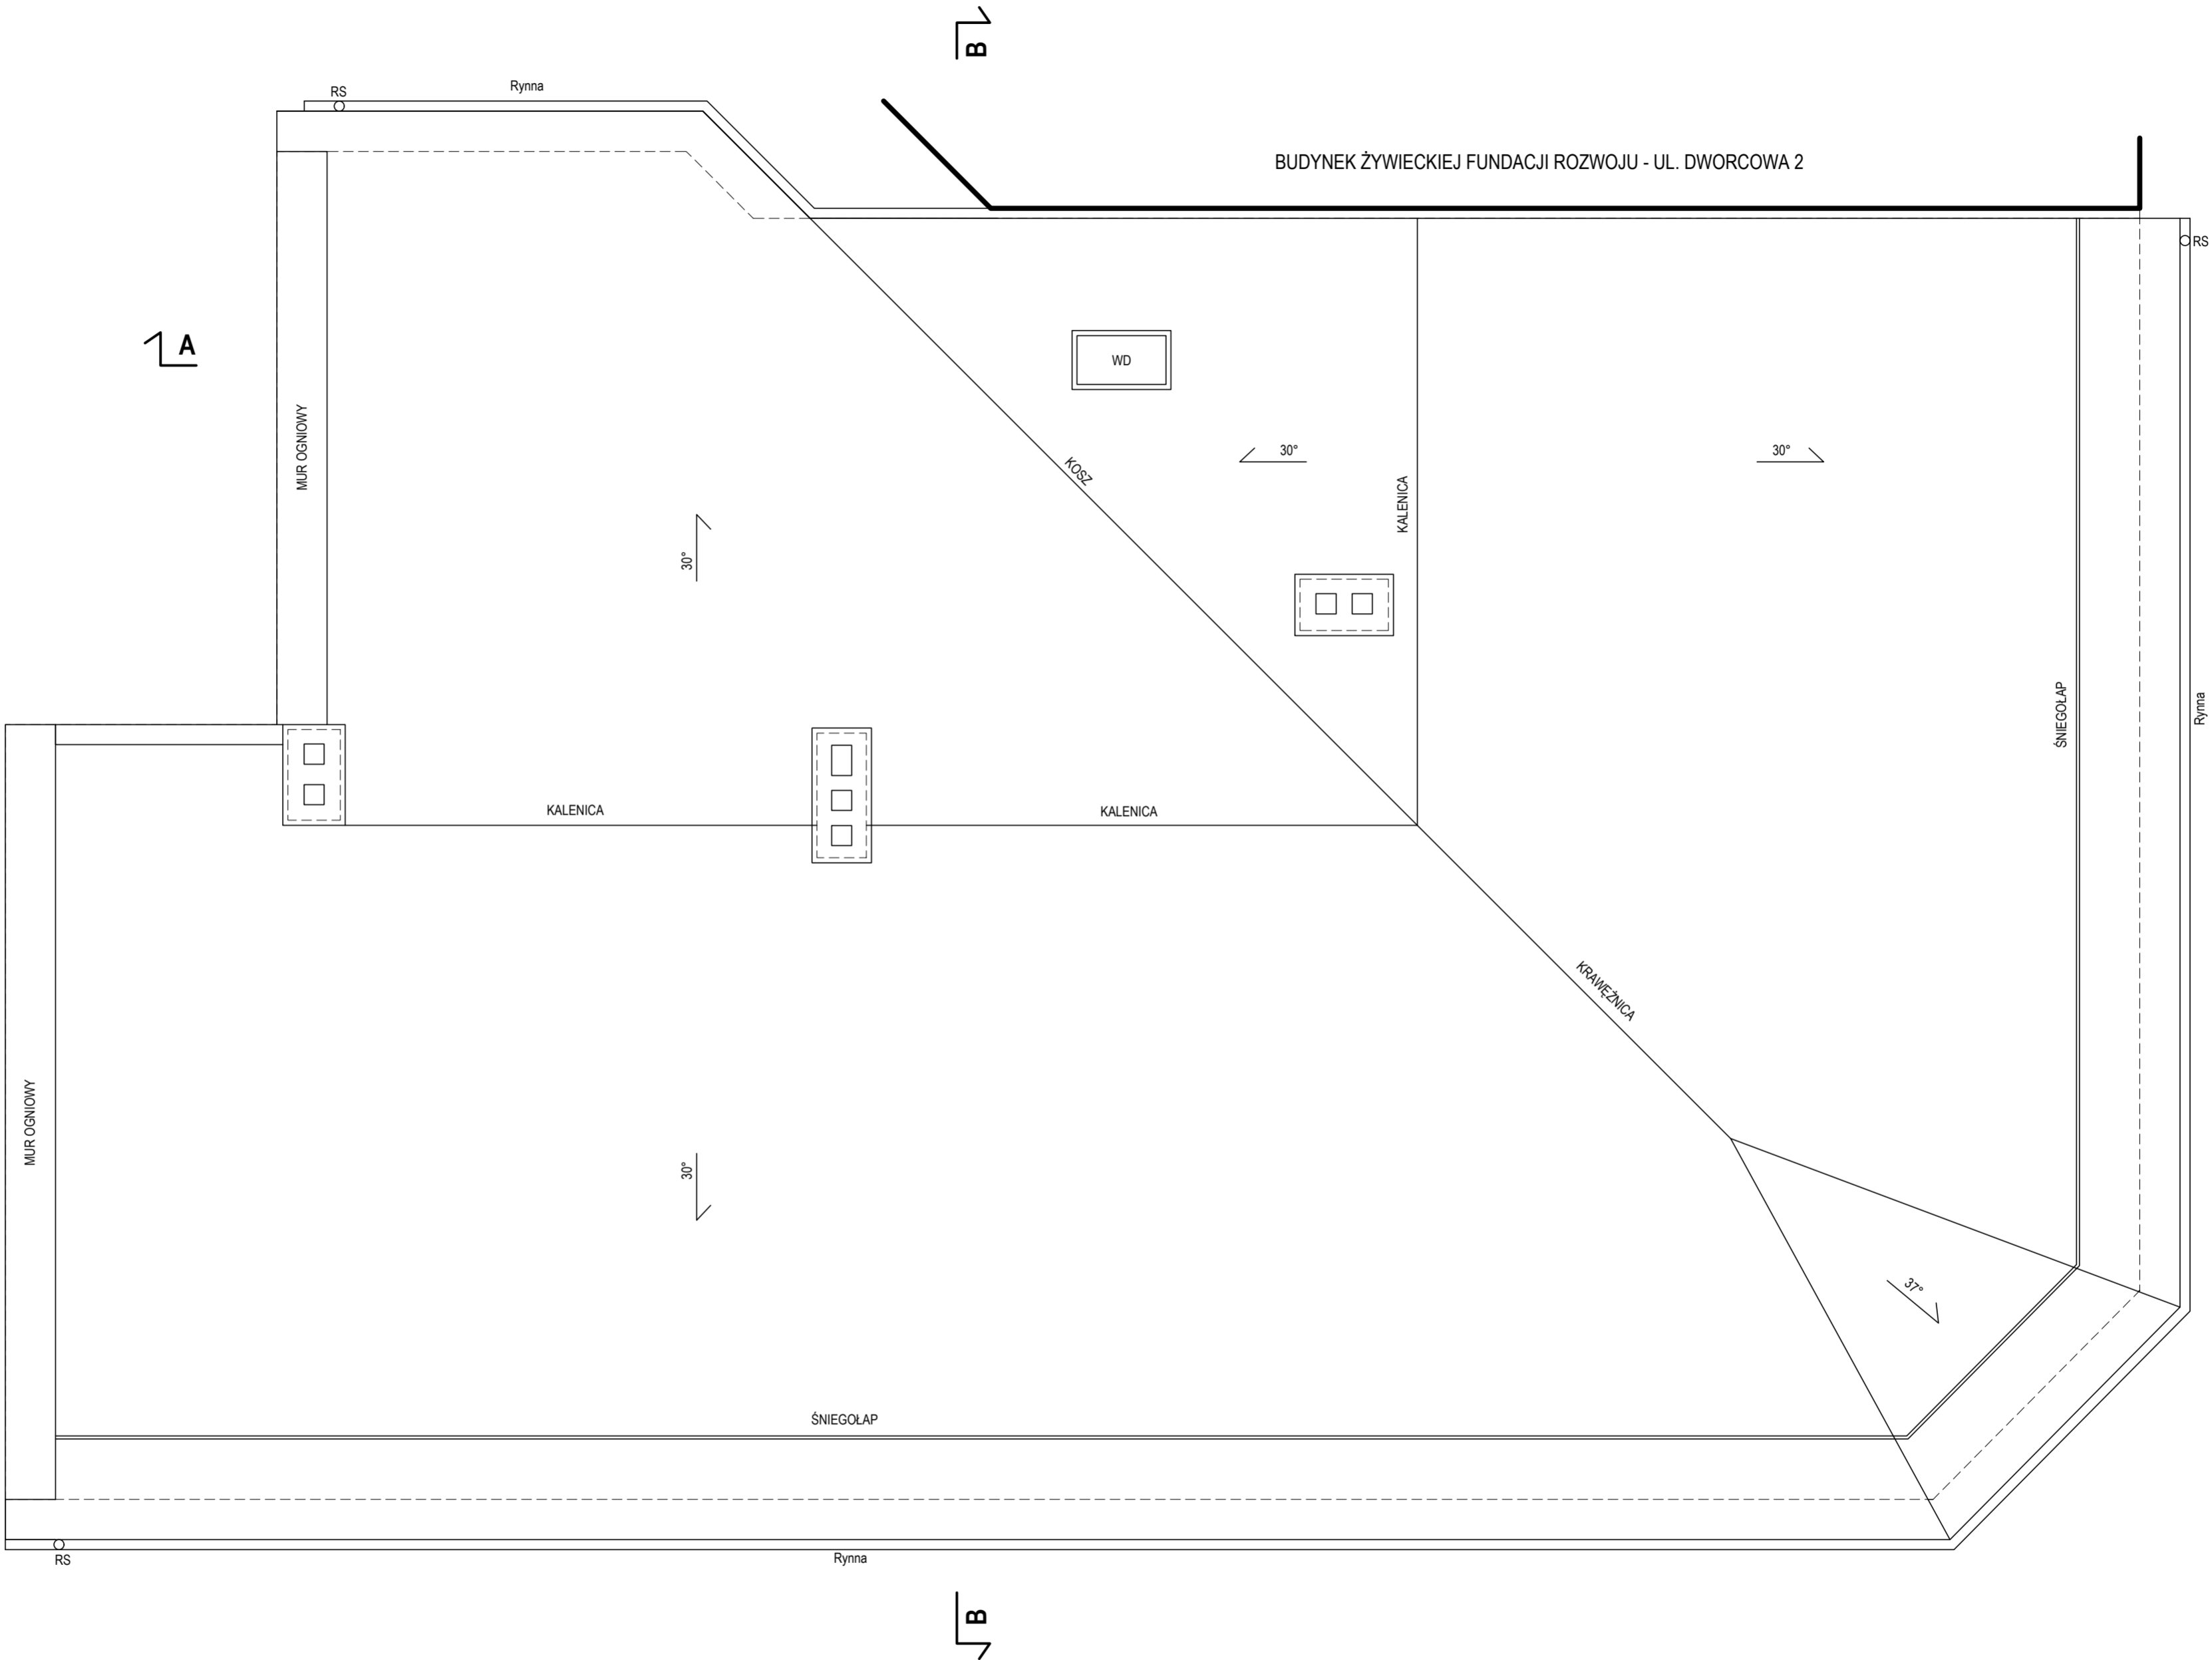 B
RS
Rynna
BUDYNEK ŻYWIECKIEJ FUNDACJI ROZWOJU - UL. DWORCOWA 2
RS
A
WD
MUR OGNIOWY
KOSZ
30°
30°
KALENICA
30°
ŚNIEGOŁAP
Rynna
KALENICA
KALENICA
KRAWĘŻNICA
MUR OGNIOWY
30°
37°
ŚNIEGOŁAP
RS
Rynna
B